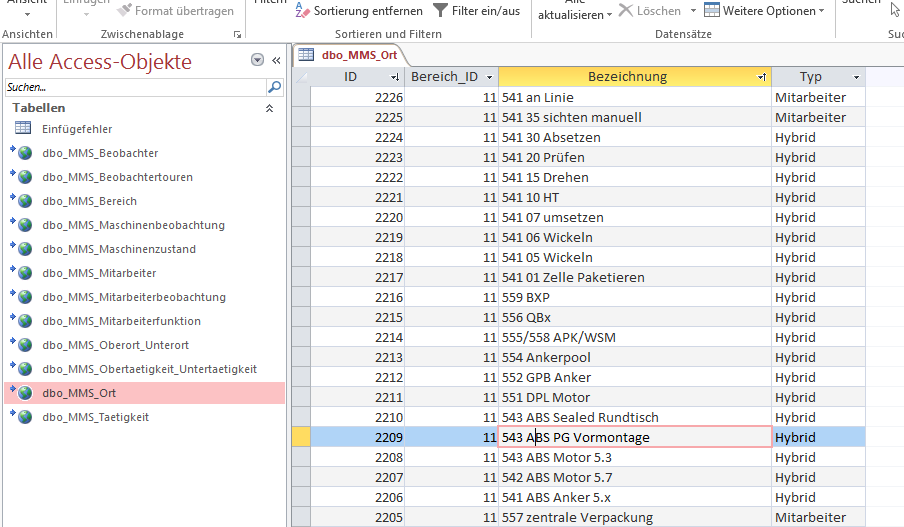 Ansicht
Einfügen
Format übertragen
Filtern
Sortierung entfernen
Filter ein/aus
Alle
aktualisieren
Löschen
Weitere Optionen
Suchen
Ansichten
Zwischenablage
Sortieren und Filtern
Datensätze
Alle Access-Objekte
Suchen...
Tabellen
Einfügefehler
dbo_MMS_Beobachter
dbo_MMS_Beobachtertouren
dbo_MMS_Bereich
dbo_MMS_Maschinenbeobachtung
dbo_MMS_Maschinenzustand
dbo_MMS_Mitarbeiter
dbo_MMS_Mitarbeiterbeobachtung
dbo_MMS_Mitarbeiterfunktion
dbo_MMS_Oberort_Unterort
dbo_MMS_Obertaetigkeit_Untertaetigkeit
dbo_MMS_Ort
dbo_MMS_Taetigkeit
dbo_MMS_Ort
ID Bereich_ID Bezeichnung Typ
2226 11 541 an Linie Mitarbeiter
2225 11 541 35 sichten manuell Mitarbeiter
2224 11 541 30 Absetzen Hybrid
2223 11 541 20 Prüfen Hybrid
2222 11 541 15 Drehen Hybrid
2221 11 541 10 HT Hybrid
2220 11 541 07 umsetzen Hybrid
2219 11 541 06 Wickeln Hybrid
2218 11 541 05 Wickeln Hybrid
2217 11 541 01 Zelle Paketieren Hybrid
2216 11 559 BXP Hybrid
2215 11 556 QBx Hybrid
2214 11 555/558 APK/WSM Hybrid
2213 11 554 Ankerpool Hybrid
2212 11 552 GPB Anker Hybrid
2211 11 551 DPL Motor Hybrid
2210 11 543 ABS Sealed Rundtisch Hybrid
2209 11 543 ABS PG Vormontage Hybrid
2208 11 543 ABS Motor 5.3 Hybrid
2207 11 542 ABS Motor 5.7 Hybrid
2206 11 541 ABS Anker 5.x Hybrid
2205 11 557 zentrale Verpackung Mitarbeiter